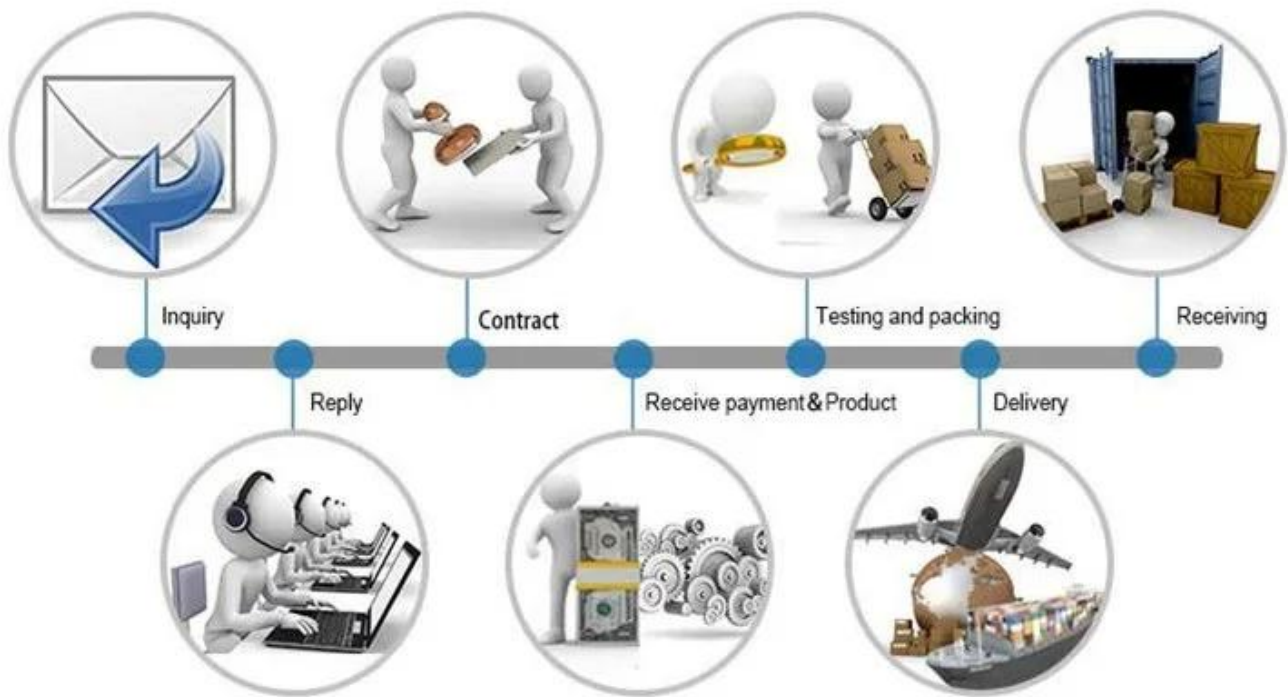 Inquiry
Reply
Contract
Receive payment&Product
Testing and packing
Delivery
Receiving